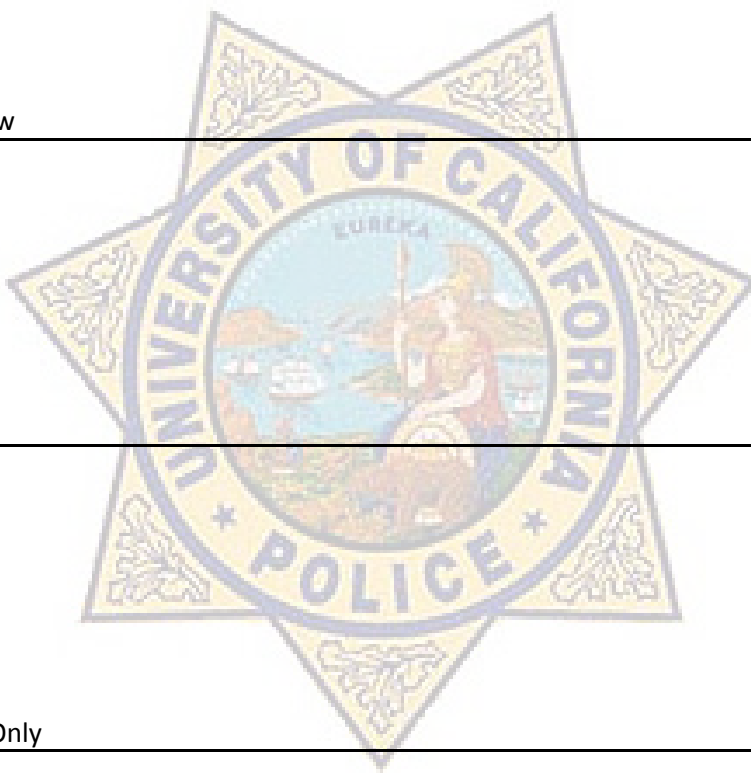 w
UNIVERSITY OF CALIFORNIA
EUREKA
* POLICE *
Only